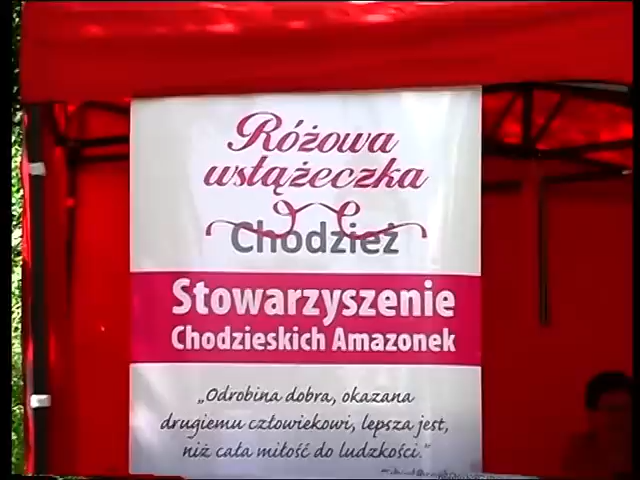 Różowa
wstążeczka
Chodzież
Stowarzyszenie
Chodzieskich Amazonek
„Odrobina dobra, okazana
drugiemu człowiekowi, lepsza jest,
niż cała miłość do ludzkości.”